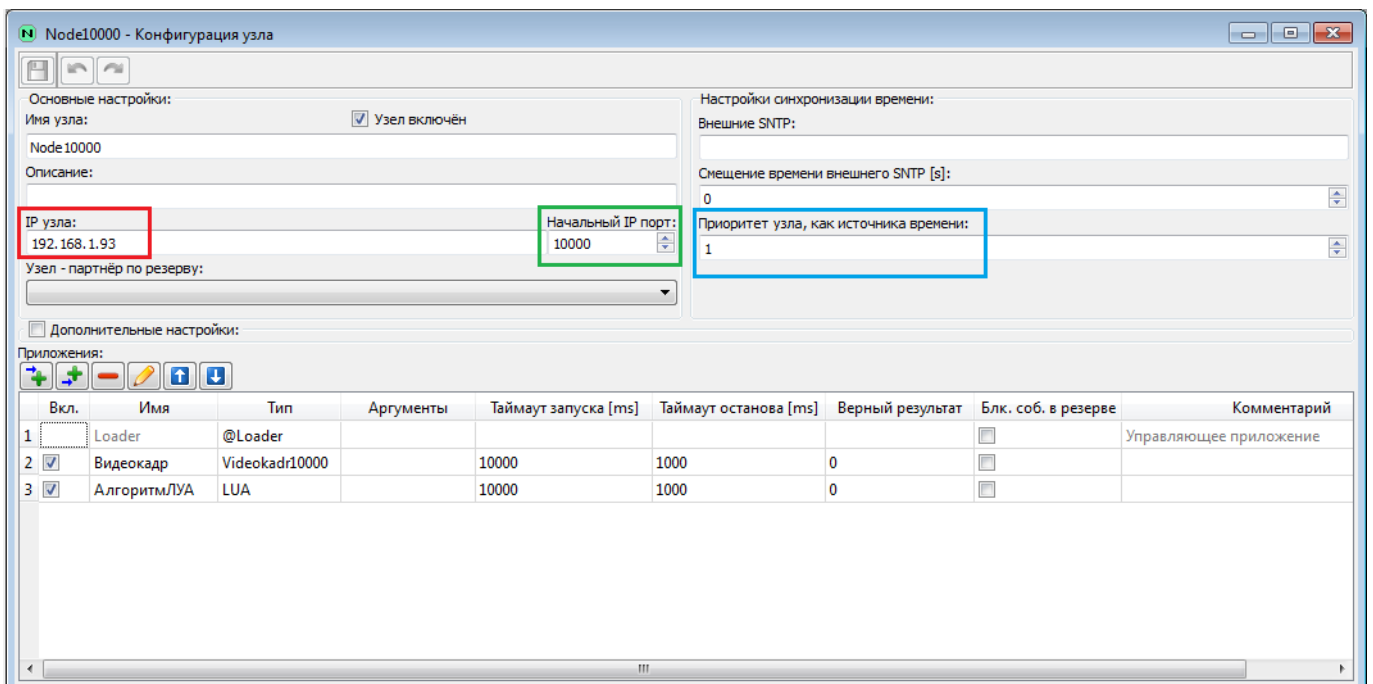 Node10000 - Конфигурация узла
Основные настройки:
Имя узла:
Узел включён
Node10000
Описание:
IP узла:
Начальный IP порт:
192.168.1.93
10000
Узел - партнёр по резерву:
Настройки синхронизации времени:
Внешние SNTP:
Смещение времени внешнего SNTP [s]:
0
Приоритет узла, как источника времени:
1
Дополнительные настройки:
Приложения:
Вкл. Имя Тип Аргументы Таймаут запуска [ms] Таймаут останова [ms] Верный результат Блк. соб. в резерве Комментарий
1 Loader @Loader Управляющее приложение
2 Видеокадр Videokadr10000 10000 1000 0
3 АлгоритмЛУА LUA 10000 1000 0